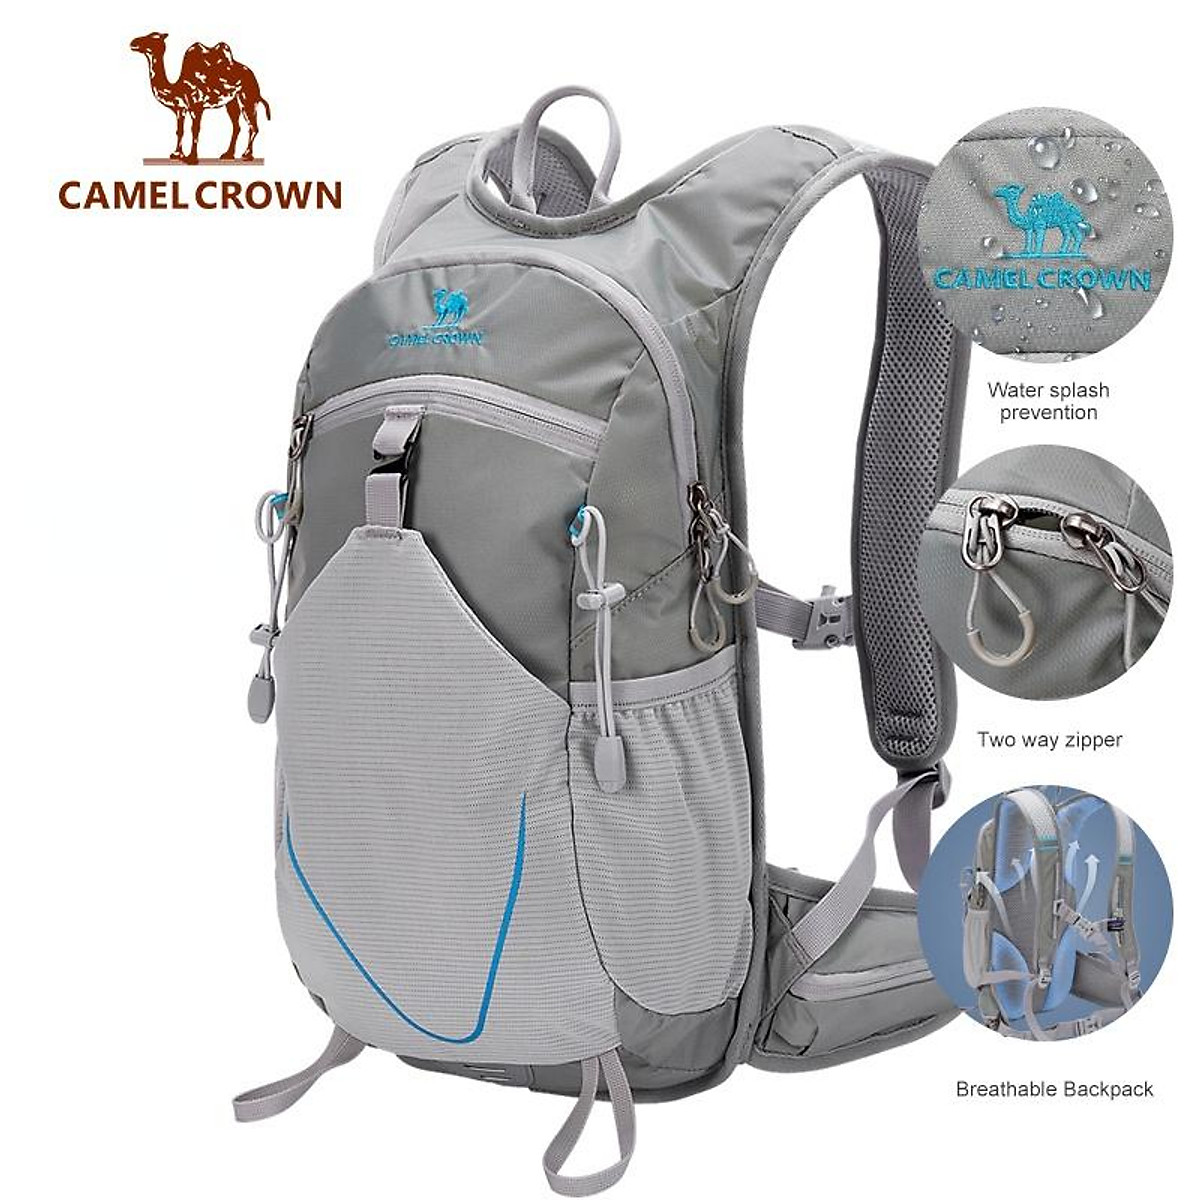 CAMEL CROWN
CAMEL CROWN
CAMEL CROWN
Water splash
prevention
Two way zipper
Breathable Backpack